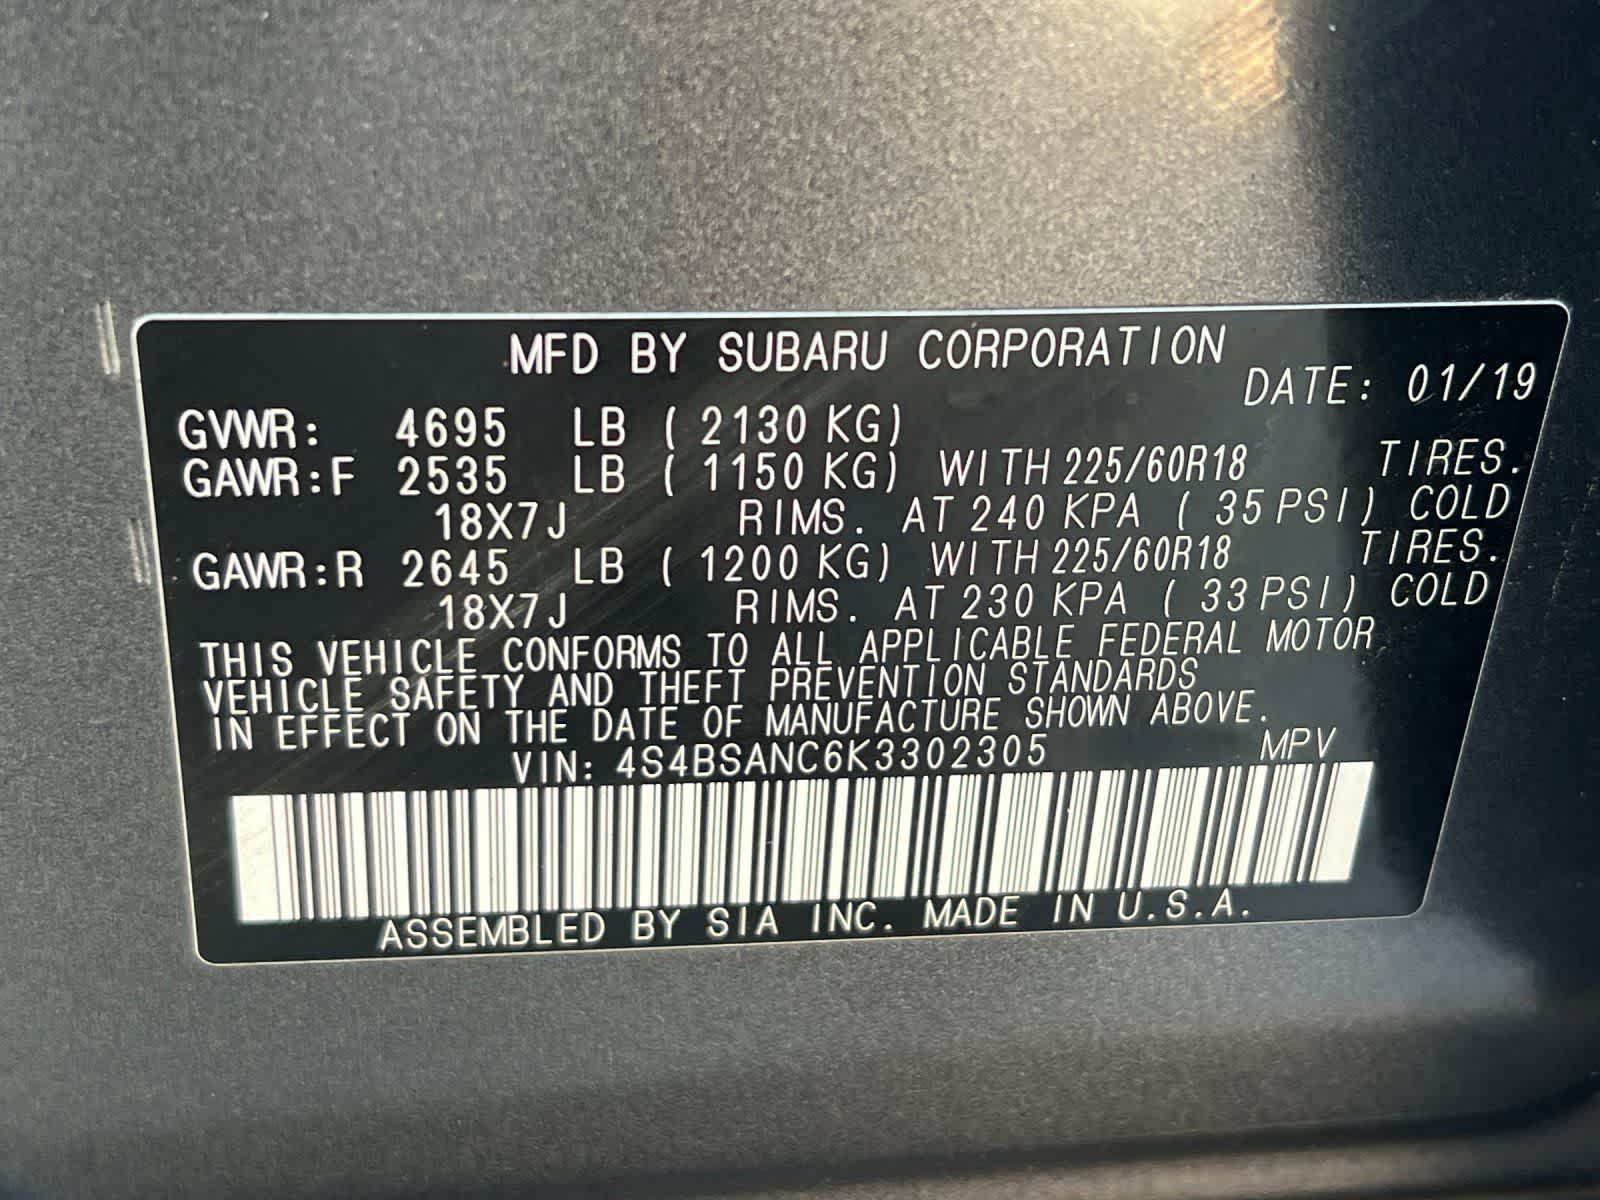 MFD BY SUBARU CORPORATION
DATE: 01/19
GVWR: 4695 LB ( 2130 KG)
GAWR:F 2535 LB ( 1150 KG) WITH 225/60R18 TIRES.
18X7J RIMS. AT 240 KPA ( 35 PSI) COLD
GAWR:R 2645 LB ( 1200 KG) WITH 225/60R18 TIRES.
18X7J RIMS. AT 230 KPA ( 33 PSI) COLD
THIS VEHICLE CONFORMS TO ALL APPLICABLE FEDERAL MOTOR
VEHICLE SAFETY AND THEFT PREVENTION STANDARDS
IN EFFECT ON THE DATE OF MANUFACTURE SHOWN ABOVE.
VIN: 4S4BSANC6K3302305 MPV
ASSEMBLED BY SIA INC. MADE IN U.S.A.